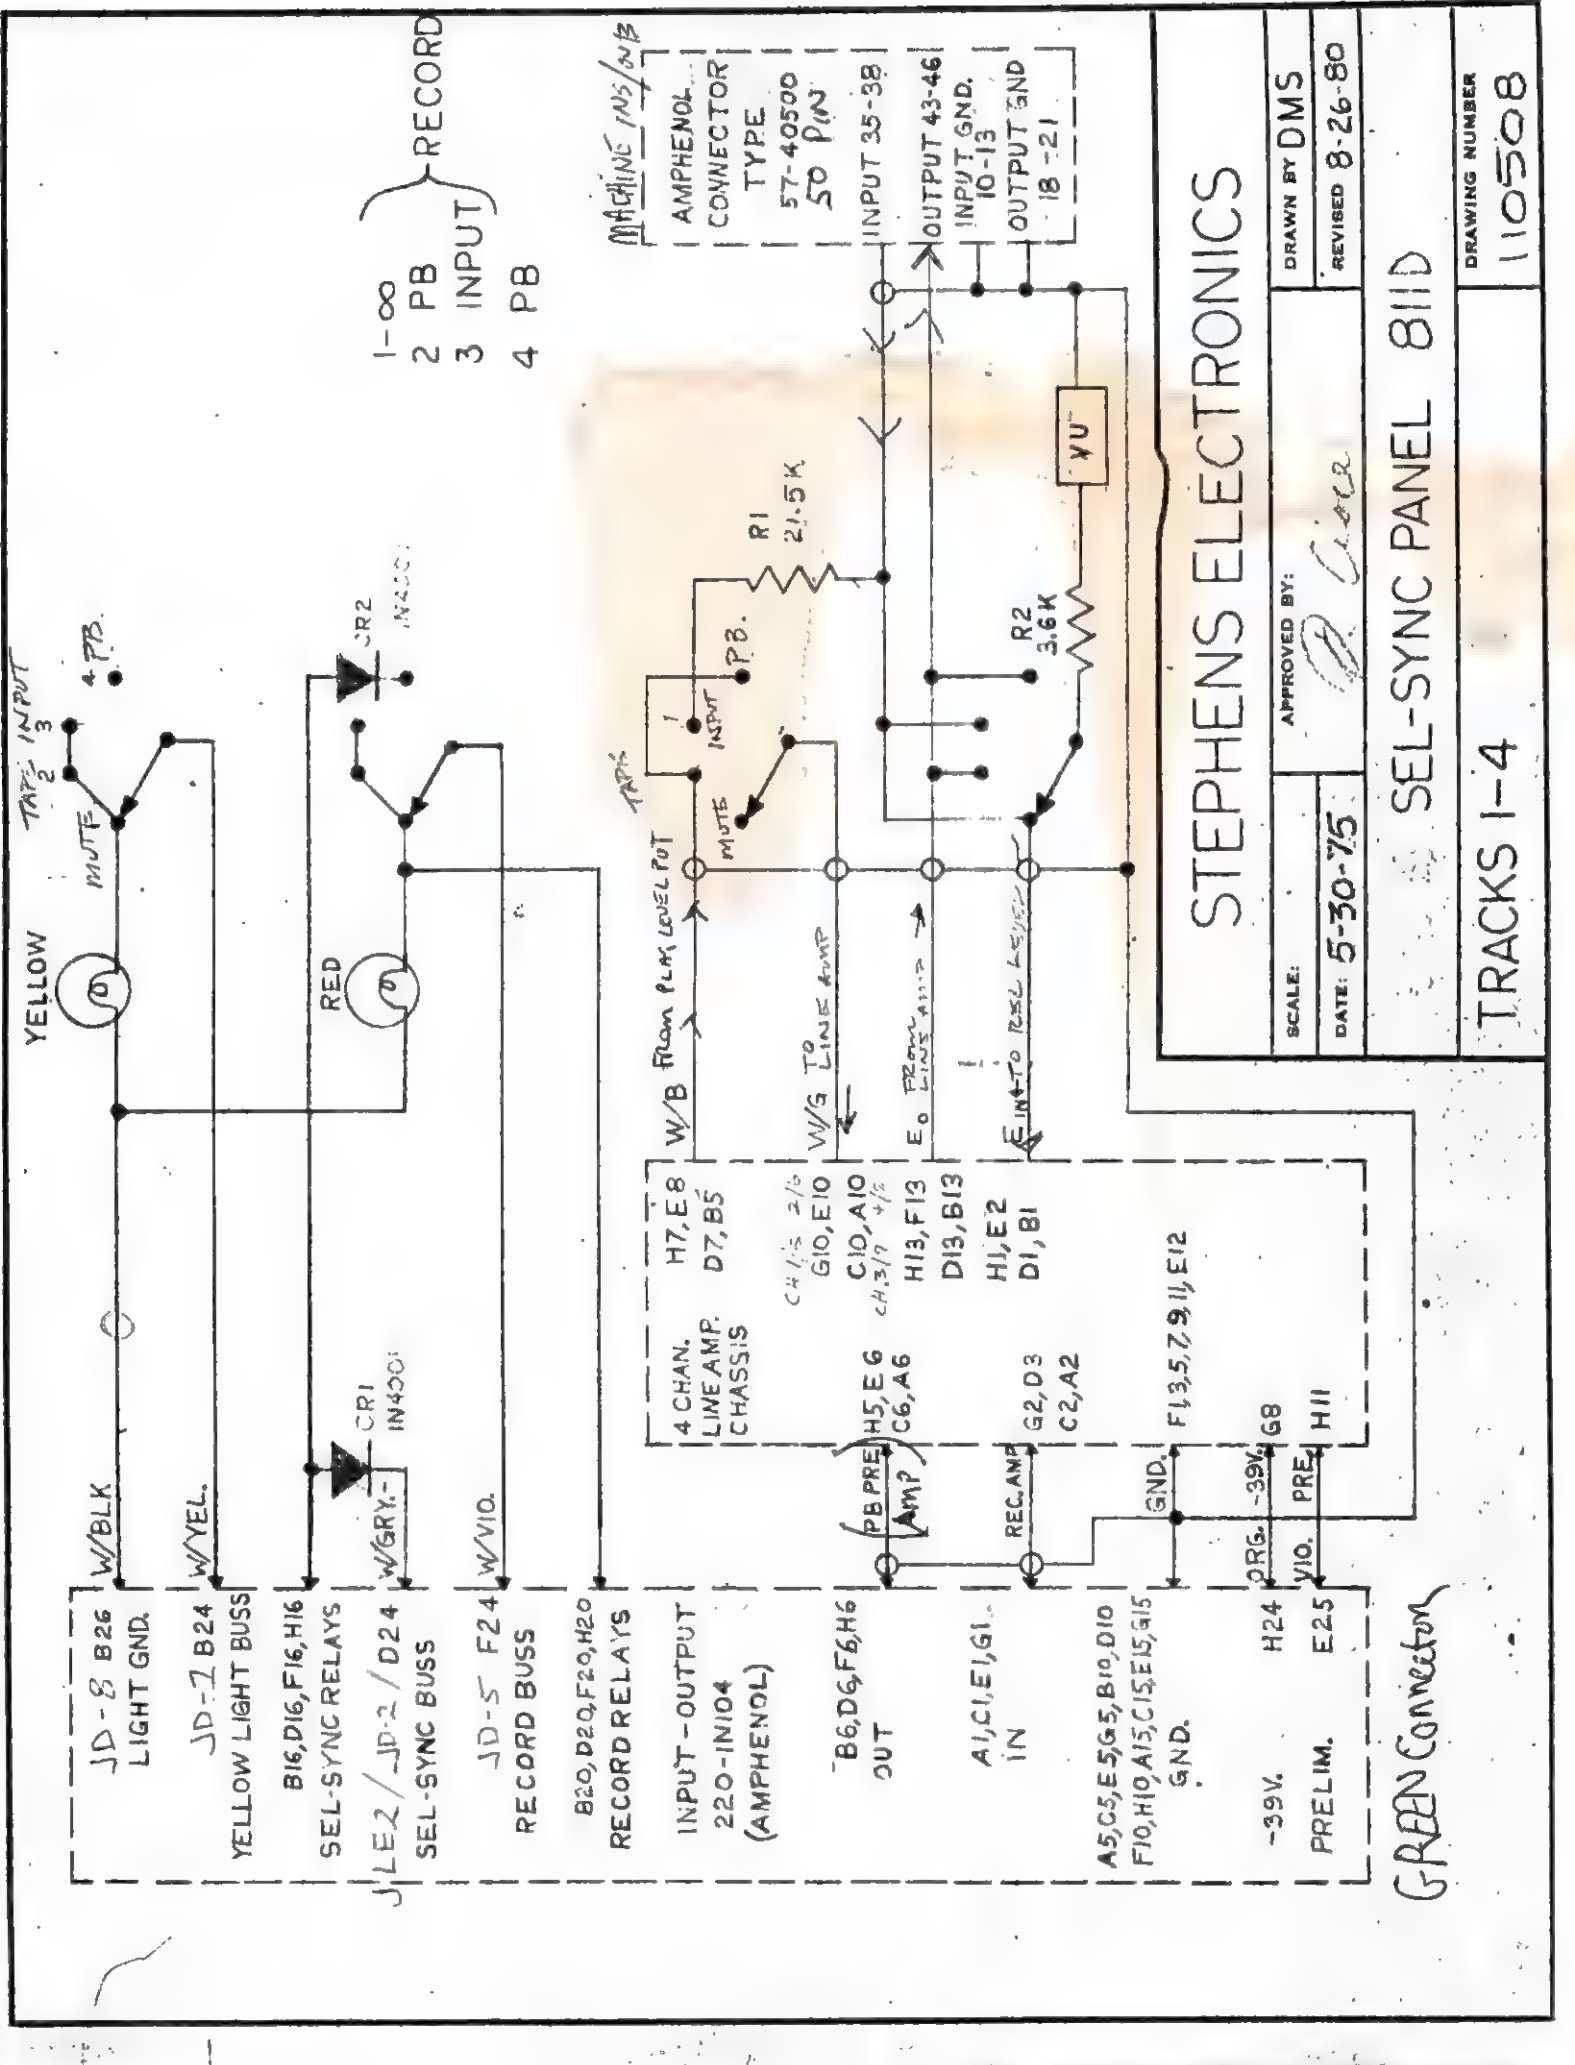 YELLOW
MUTE
TAPE INPUT
2 3
4 PB.
RED
CR2
1-∞
2 PB
3 INPUT
4 PB
RECORD
JD-8 B26
LIGHT GND.
W/BLK
B24
YELLOW LIGHT BUSS
W/YEL.
B16,D16,F16,H16
SEL-SYNC RELAYS
CR1
IN4001
JLE2/JD-2/D24
SEL-SYNC BUSS
W/GRY.
JD-5 F24
RECORD BUSS
W/VIO.
B20,D20,F20,H20
RECORD RELAYS
INPUT-OUTPUT
220-IN104
(AMPHENOL)
B6,D6,F6,H6
OUT
A1,C1,E1,G1
IN
A5,C5,E5,G5,B10,D10
F10,H10,A15,C15,E15,G15
GND.
-39V. H24
PRELIM. E25
GREEN Connector
PB PRE
(Amp)
REC.AMP
GND.
ORG. -39V.
VIO. PRE.
4 CHAN.
LINE AMP.
CHASSIS
H7,E8
D7,B5
CH 1/5 2/6
G10,E10
C10,A10
CH.3/7 4/8
H13,F13
D13,B13
H1,E2
D1,B1
H5,E6
C6,A6
G2,D3
C2,A2
F1,3,5,7,9,11,E12
G8
H11
W/B FROM PLAY LEVEL POT
W/G TO
LINE AMP
Eo FROM
LINE AMP
EIN TO REC LEVEL
TAPE
MUTE
1
INPUT
P.B.
R1
21.5K
R2
3.6K
VU
MACHINE INS/OUTS
AMPHENOL
CONNECTOR
TYPE
57-40500
50 PIN
INPUT 35-38
OUTPUT 43-46
INPUT GND.
10-13
OUTPUT GND
18-21
STEPHENS ELECTRONICS
SCALE:
APPROVED BY:
DRAWN BY DMS
DATE: 5-30-75
REVISED 8-26-80
SEL-SYNC PANEL 811D
TRACKS 1-4
DRAWING NUMBER
110508